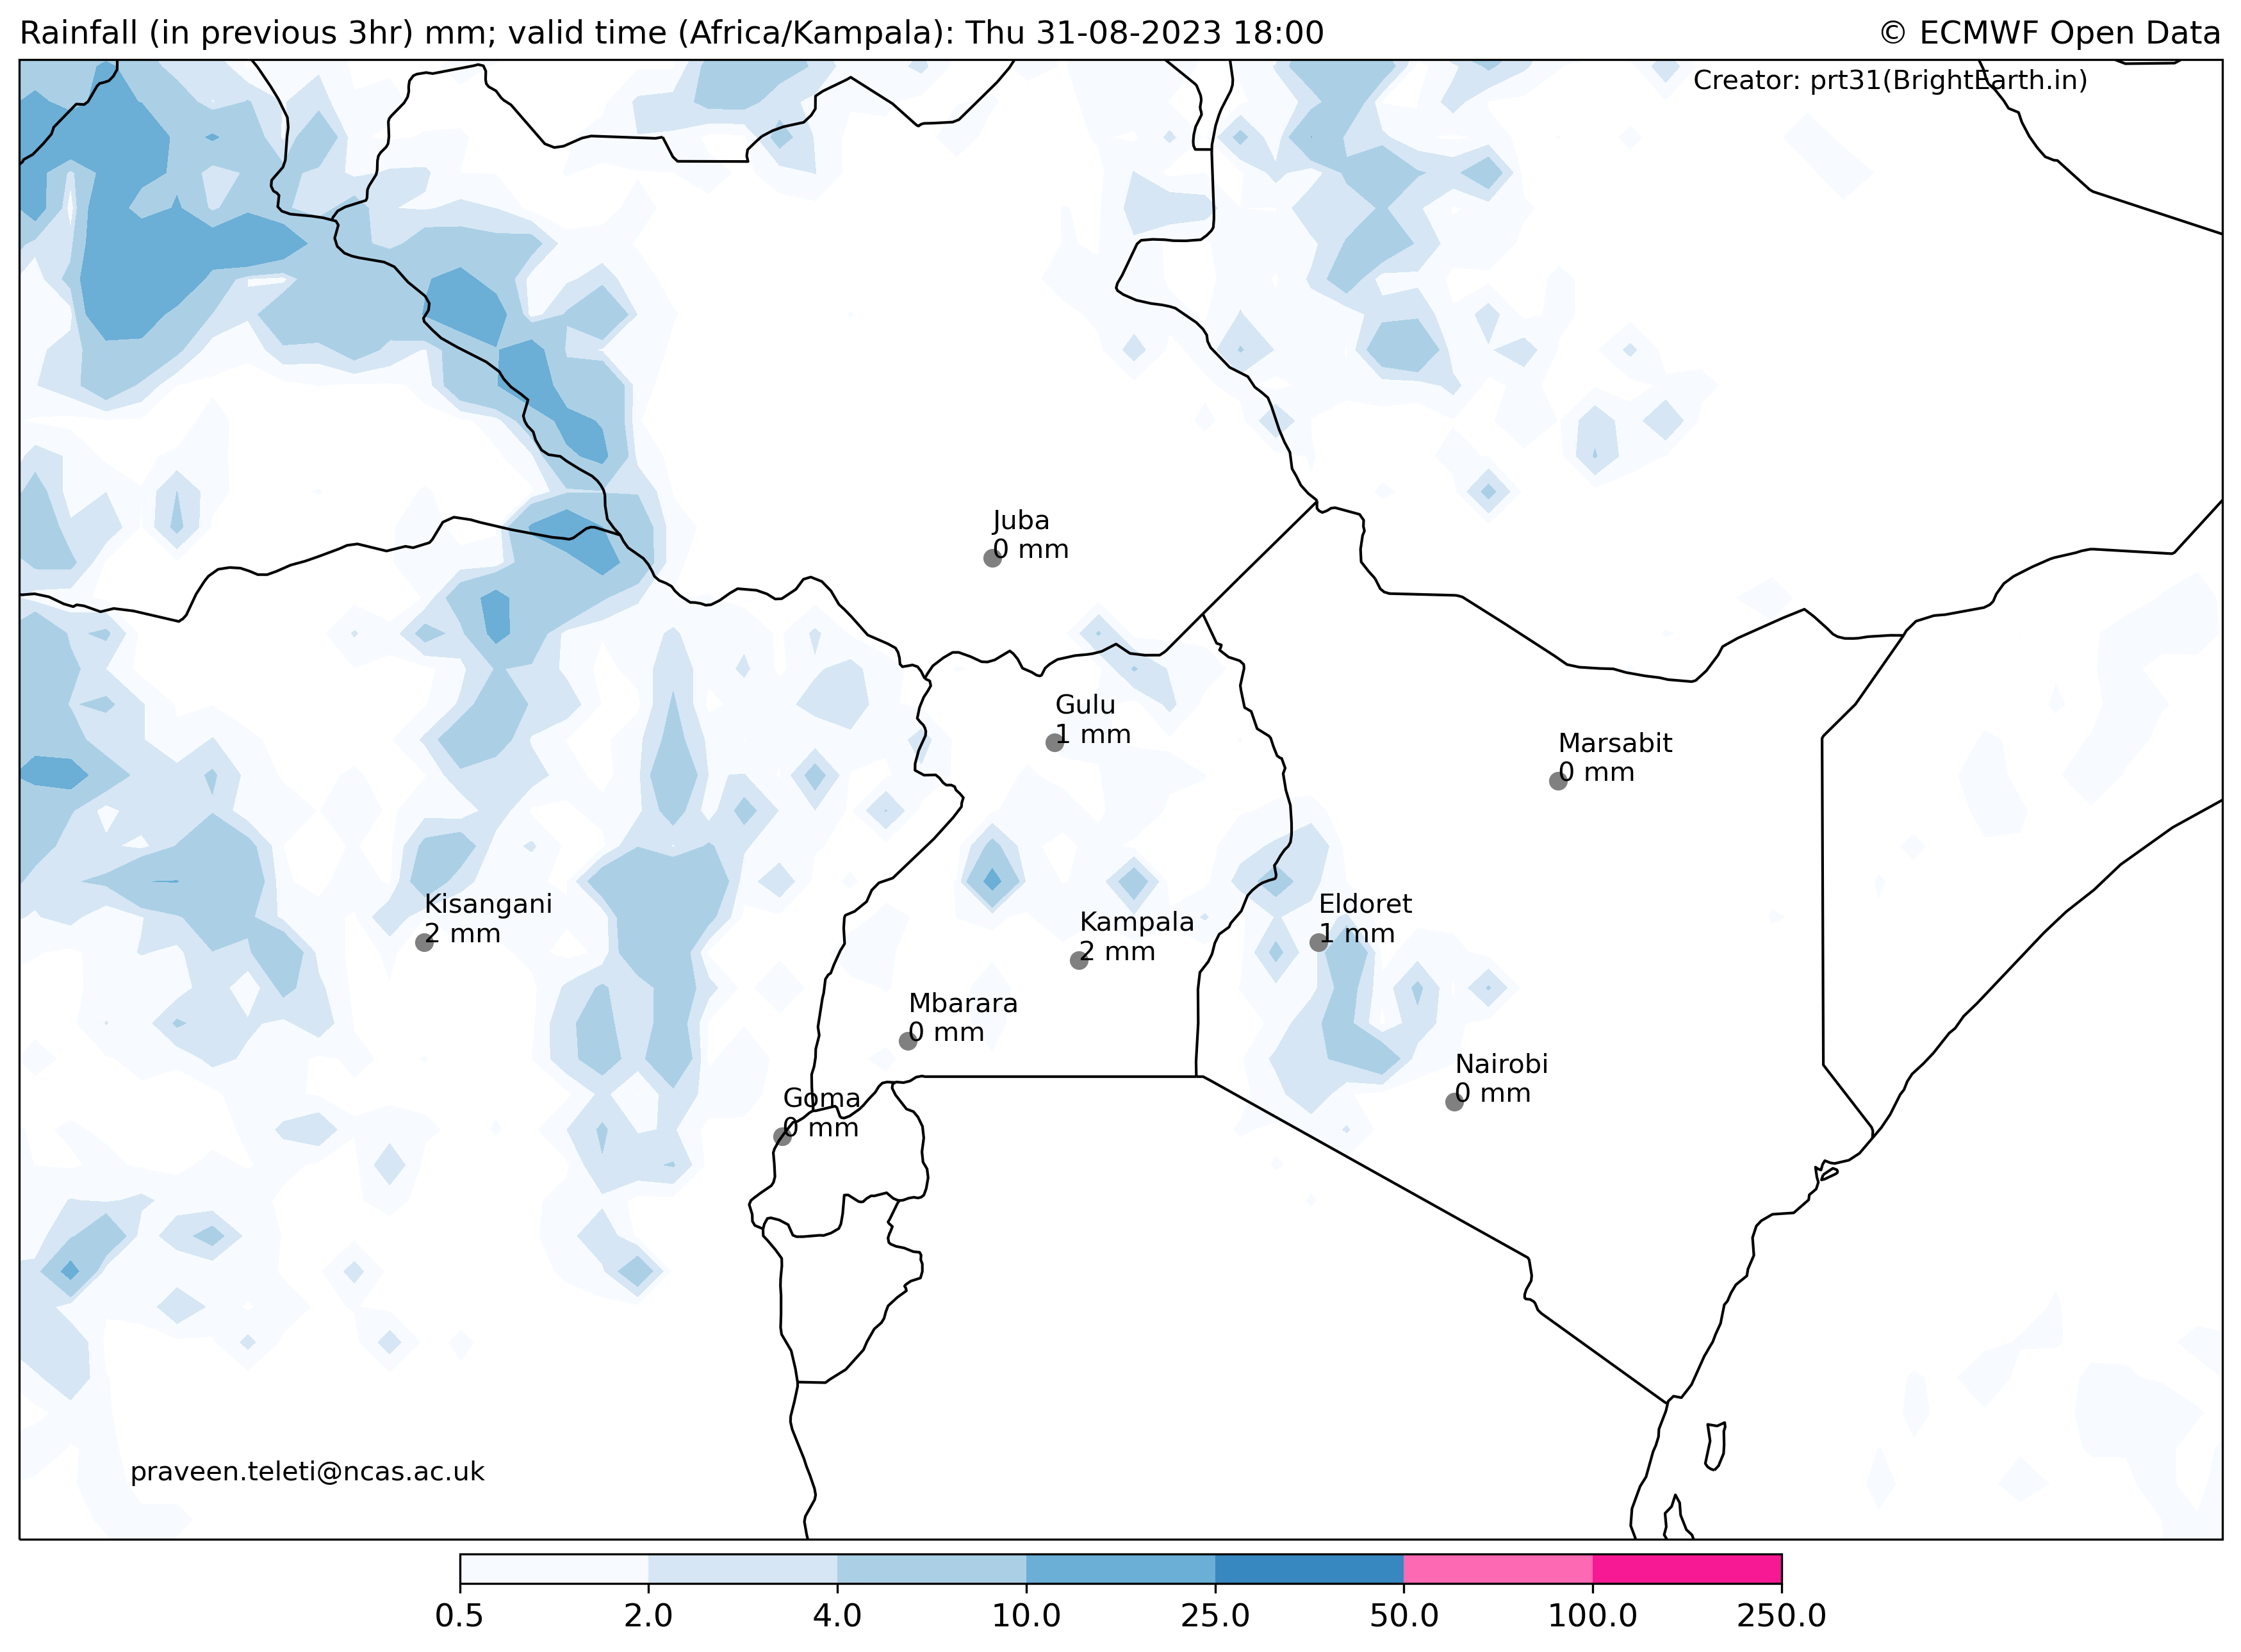 Rainfall (in previous 3hr) mm; valid time (Africa/Kampala): Thu 31-08-2023 18:00
© ECMWF Open Data
Creator: prt31(BrightEarth.in)
Juba
0 mm
Gulu
1 mm
Marsabit
0 mm
Kisangani
2 mm
Eldoret
1 mm
Kampala
2 mm
Mbarara
0 mm
Nairobi
0 mm
Goma
0 mm
praveen.teleti@ncas.ac.uk
0.5 2.0 4.0 10.0 25.0 50.0 100.0 250.0